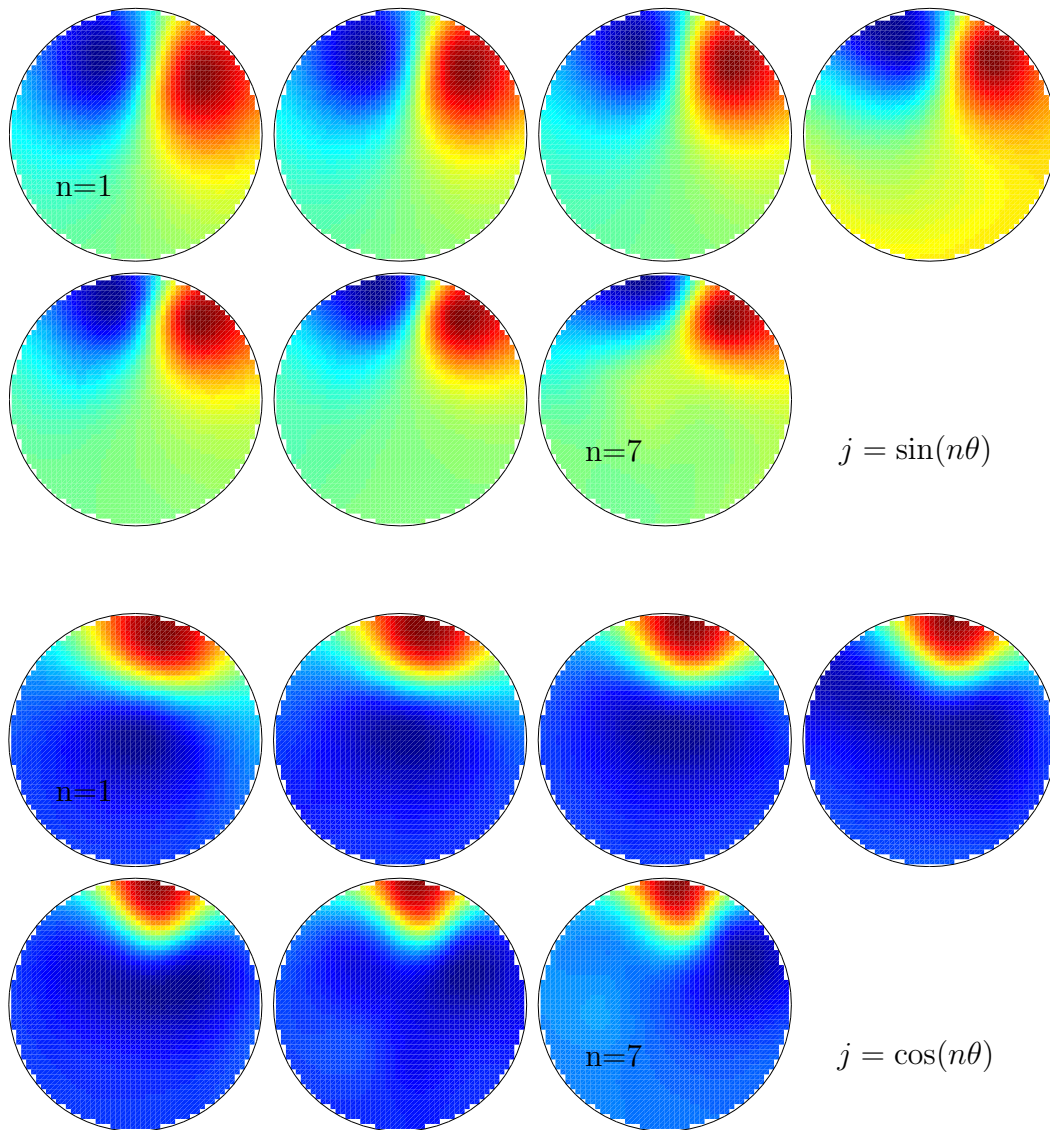 n=1
n=7
j = sin(nθ)
n=1
n=7
j = cos(nθ)